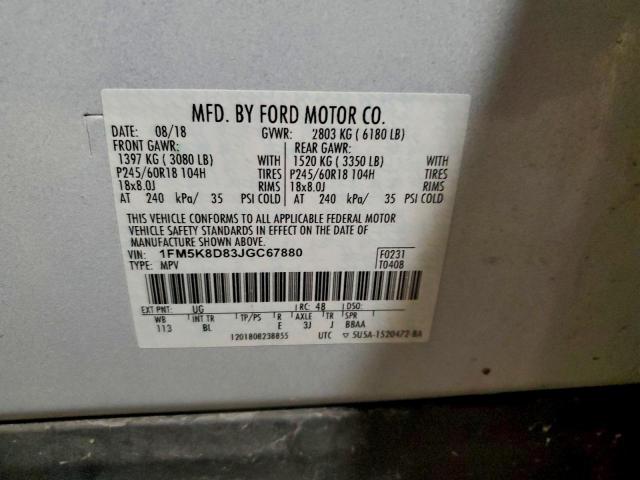 MFD. BY FORD MOTOR CO.
DATE: 08/18 GVWR: 2803 KG ( 6180 LB)
FRONT GAWR: REAR GAWR:
1397 KG ( 3080 LB) WITH 1520 KG ( 3350 LB) WITH
P245/60R18 104H TIRES P245/60R18 104H TIRES
18x8.0J RIMS 18x8.0J RIMS
AT 240 kPa/ 35 PSI COLD AT 240 kPa/ 35 PSI COLD
THIS VEHICLE CONFORMS TO ALL APPLICABLE FEDERAL MOTOR
VEHICLE SAFETY STANDARDS IN EFFECT ON THE DATE OF
MANUFACTURE SHOWN ABOVE.
VIN: 1FM5K8D83JGC67880 F0231
TYPE: MPV T0408
EXT PNT: UG RC: 48 DSO:
WB INT TR TP/PS R AXLE TR SPR
113 BL E 3J J BBAA
1201808238855 UTC ▽ 5U5A-1520472-BA